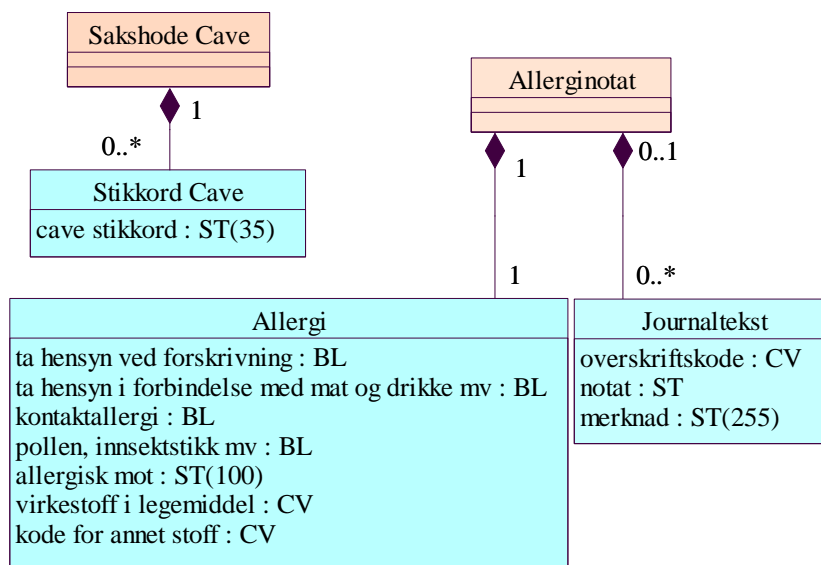 Sakshode Cave
1
0..*
Stikkord Cave
cave stikkord : ST(35)
Allerginotat
1
0..1
1
0..*
Allergi
ta hensyn ved forskrivning : BL
ta hensyn i forbindelse med mat og drikke mv : BL
kontaktallergi : BL
pollen, innsektstikk mv : BL
allergisk mot : ST(100)
virkestoff i legemiddel : CV
kode for annet stoff : CV
Journaltekst
overskriftskode : CV
notat : ST
merknad : ST(255)